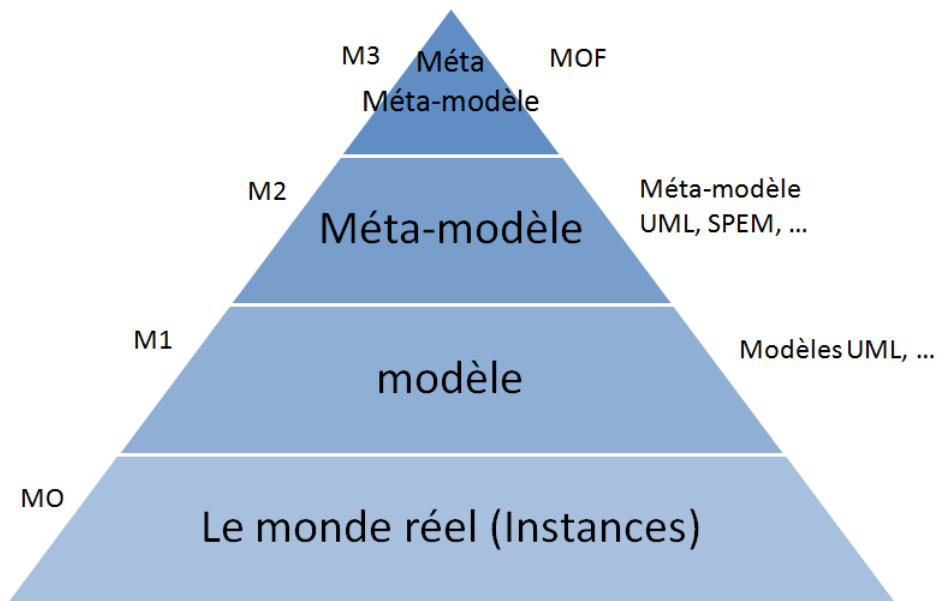 M3
Méta
Méta-modèle
MOF
M2
Méta-modèle
Méta-modèle
UML, SPEM, ...
M1
modèle
Modèles UML, ...
MO
Le monde réel (Instances)